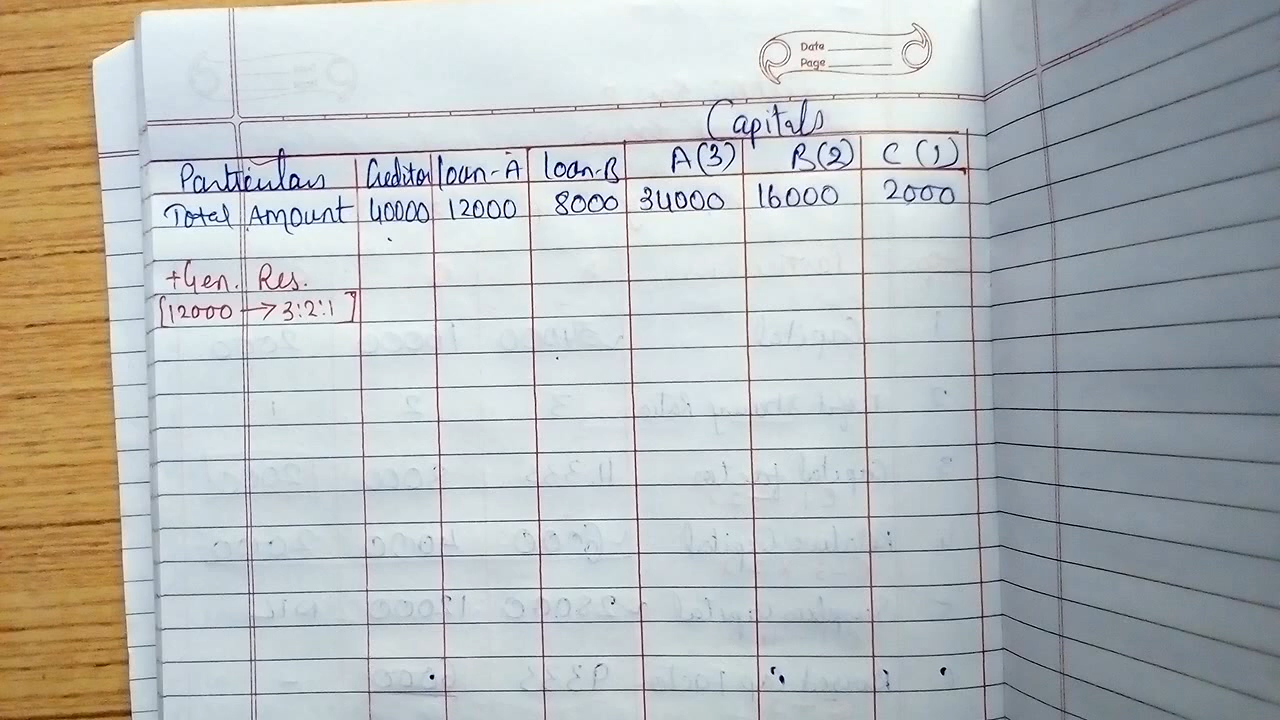 Date
Page
Capitals
Particulars Creditor loan-A loan-B A (3) B (2) C (1)
Total Amount 40000 12000 8000 34000 16000 2000
+Gen. Res.
[12000 → 3:2:1]